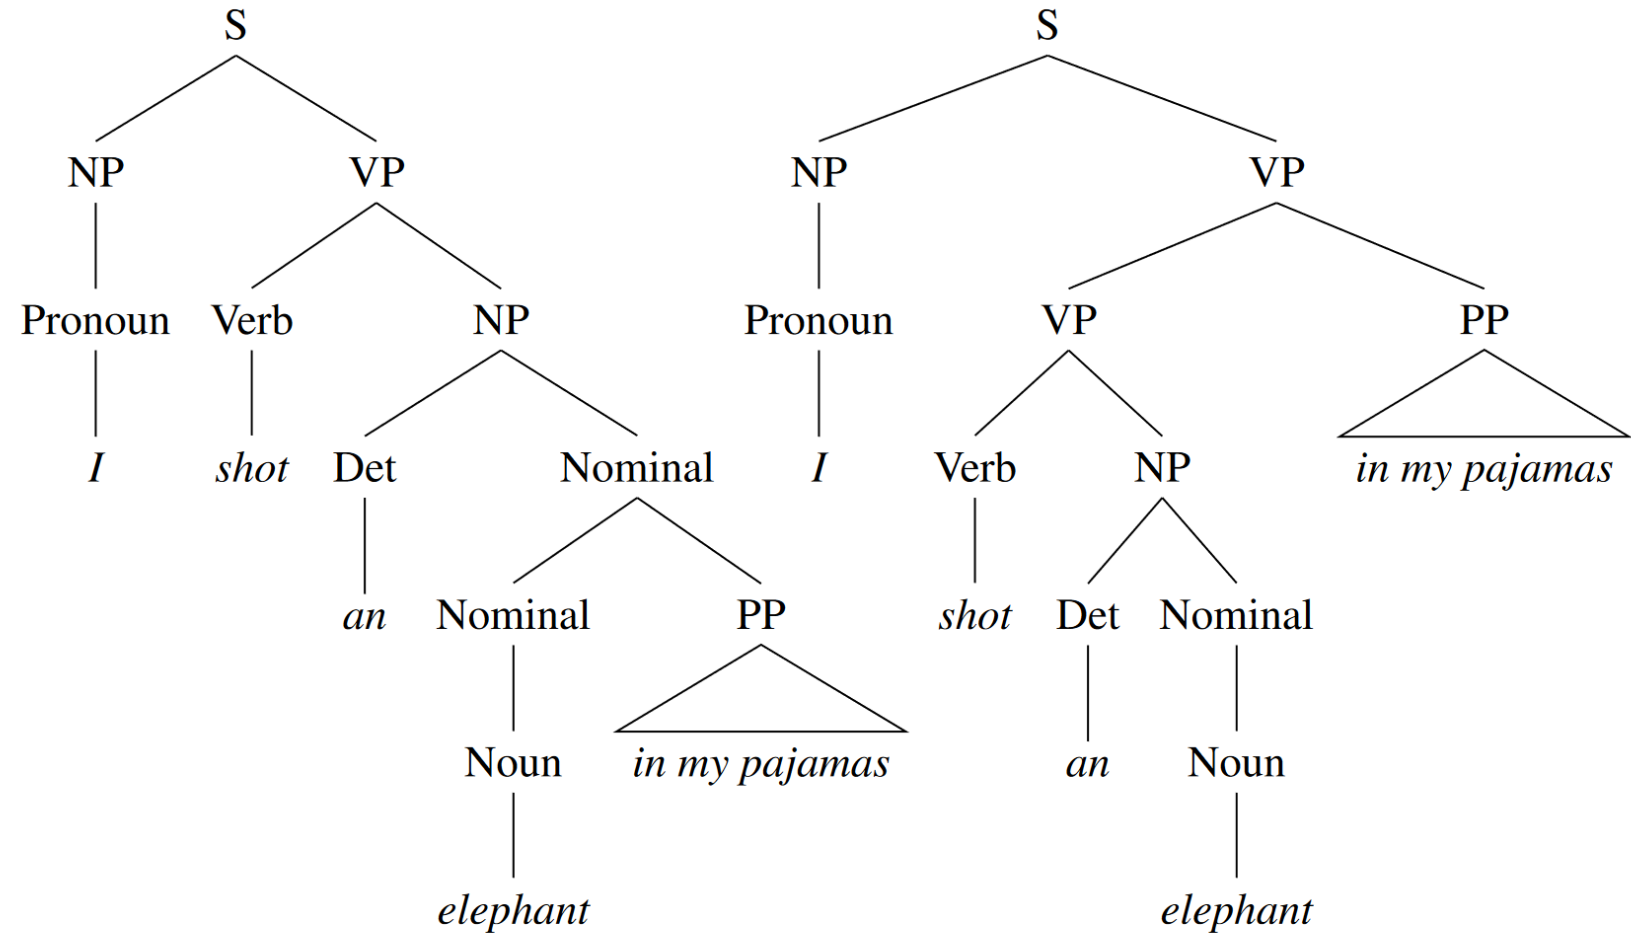 S S
NP VP NP VP
Pronoun Verb NP Pronoun VP PP
I shot Det Nominal I Verb NP in my pajamas
an Nominal PP shot Det Nominal
Noun in my pajamas an Noun
elephant elephant